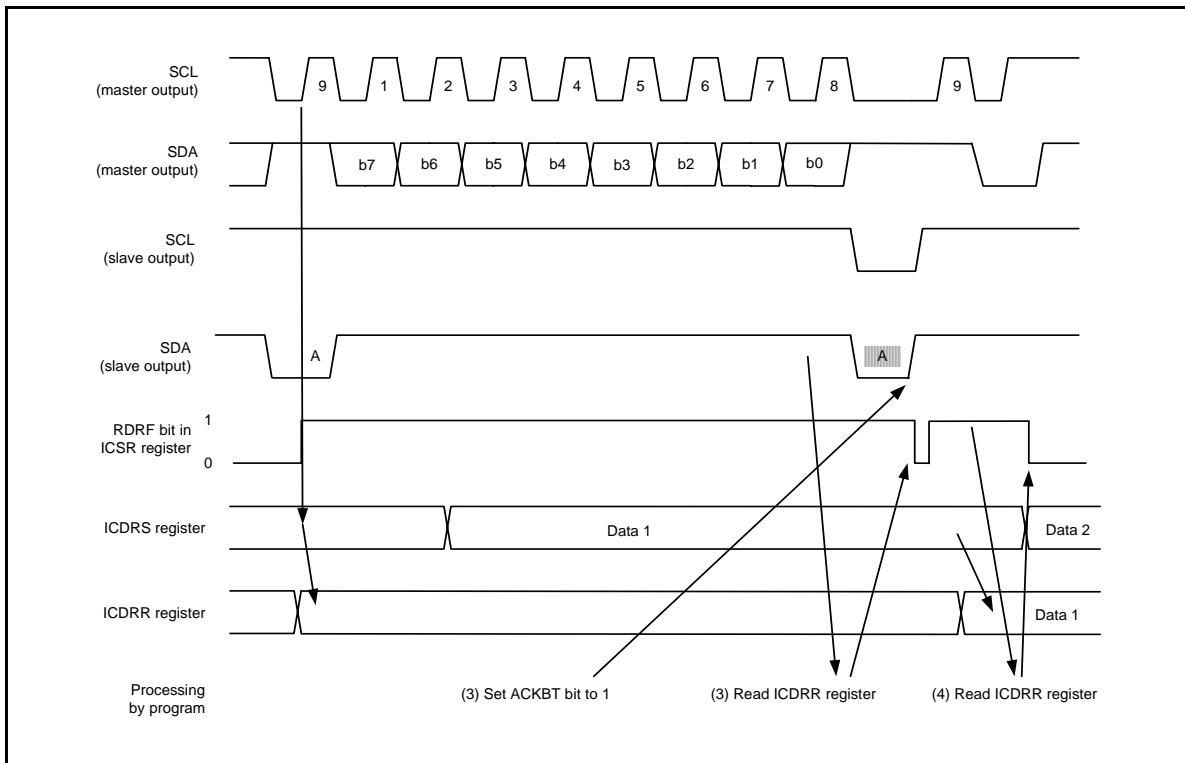 SCL
(master output)
9 1 2 3 4 5 6 7 8 9
SDA
(master output)
b7 b6 b5 b4 b3 b2 b1 b0
SCL
(slave output)
SDA
(slave output)
A A
RDRF bit in
ICSR register
1
0
ICDRS register
Data 1 Data 2
ICDRR register
Data 1
Processing
by program
(3) Set ACKBT bit to 1 (3) Read ICDRR register (4) Read ICDRR register